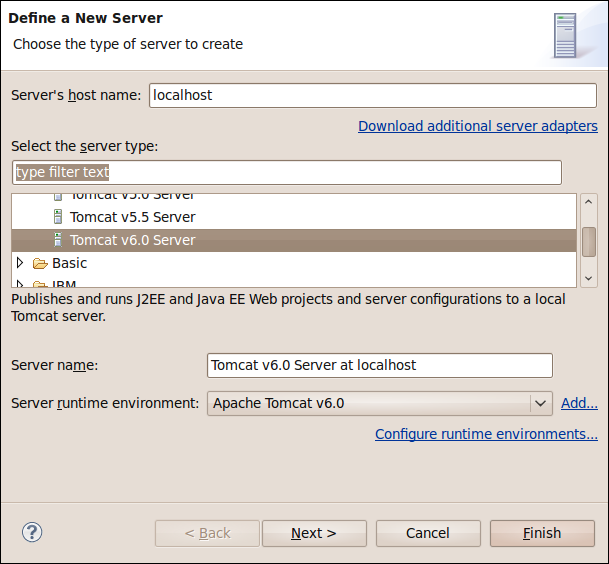 Define a New Server
Choose the type of server to create
Server's host name: localhost
Download additional server adapters
Select the server type:
type filter text
Tomcat v5.0 Server
Tomcat v5.5 Server
Tomcat v6.0 Server
Basic
IBM
Publishes and runs J2EE and Java EE Web projects and server configurations to a local
Tomcat server.
Server name: Tomcat v6.0 Server at localhost
Server runtime environment: Apache Tomcat v6.0 Add...
Configure runtime environments...
? < Back Next > Cancel Finish